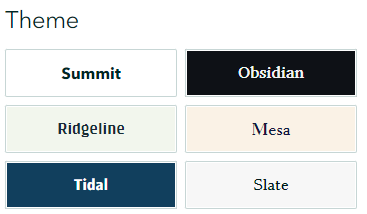 Theme
Summit
Obsidian
Ridgeline
Mesa
Tidal
Slate